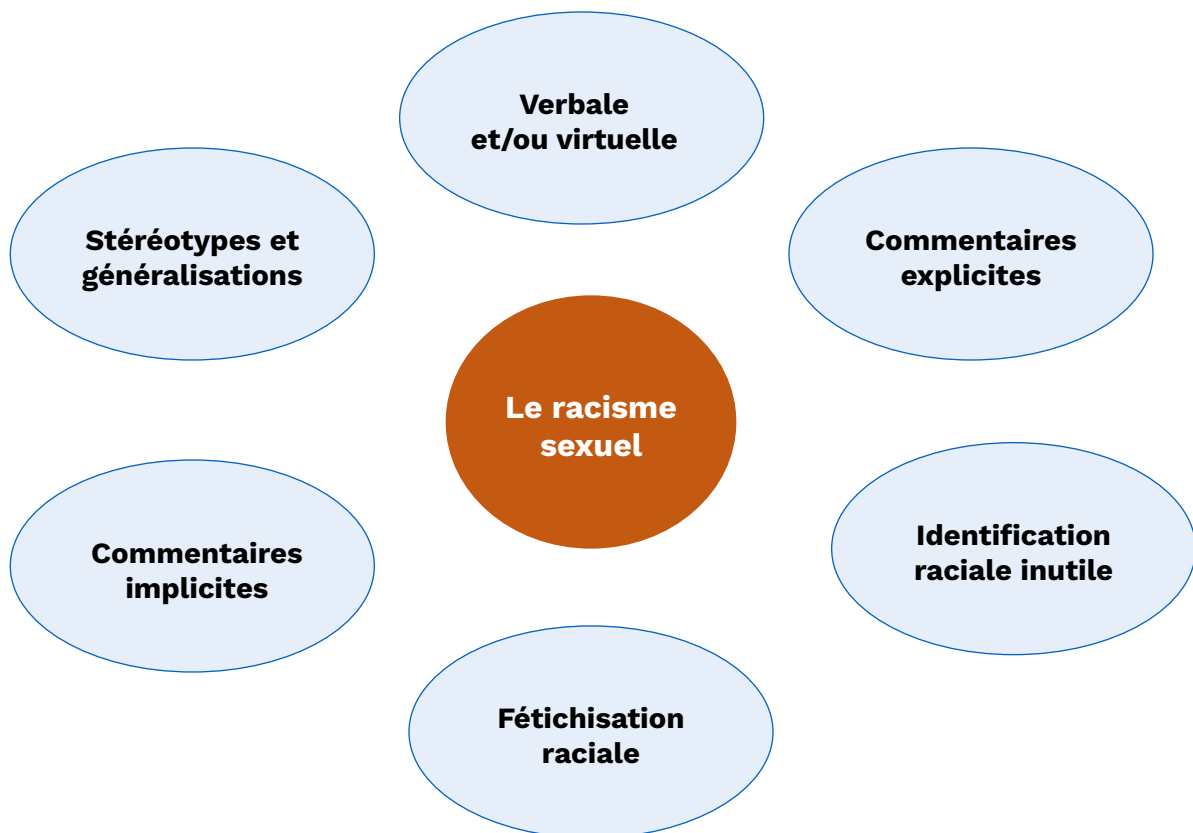 Verbale
et/ou virtuelle
Stéréotypes et
généralisations
Commentaires
explicites
Le racisme
sexuel
Commentaires
implicites
Identification
raciale inutile
Fétichisation
raciale